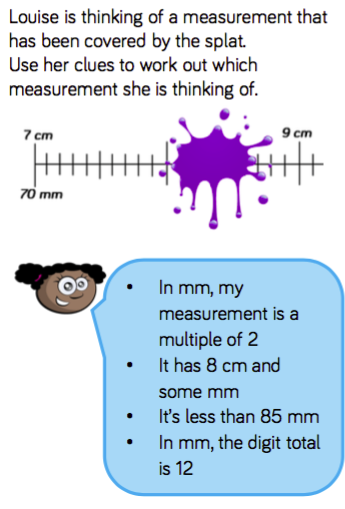 Louise is thinking of a measurement that
has been covered by the splat.
Use her clues to work out which
measurement she is thinking of.
7 cm
9 cm
70 mm
• In mm, my
measurement is a
multiple of 2
• It has 8 cm and
some mm
• It's less than 85 mm
• In mm, the digit total
is 12